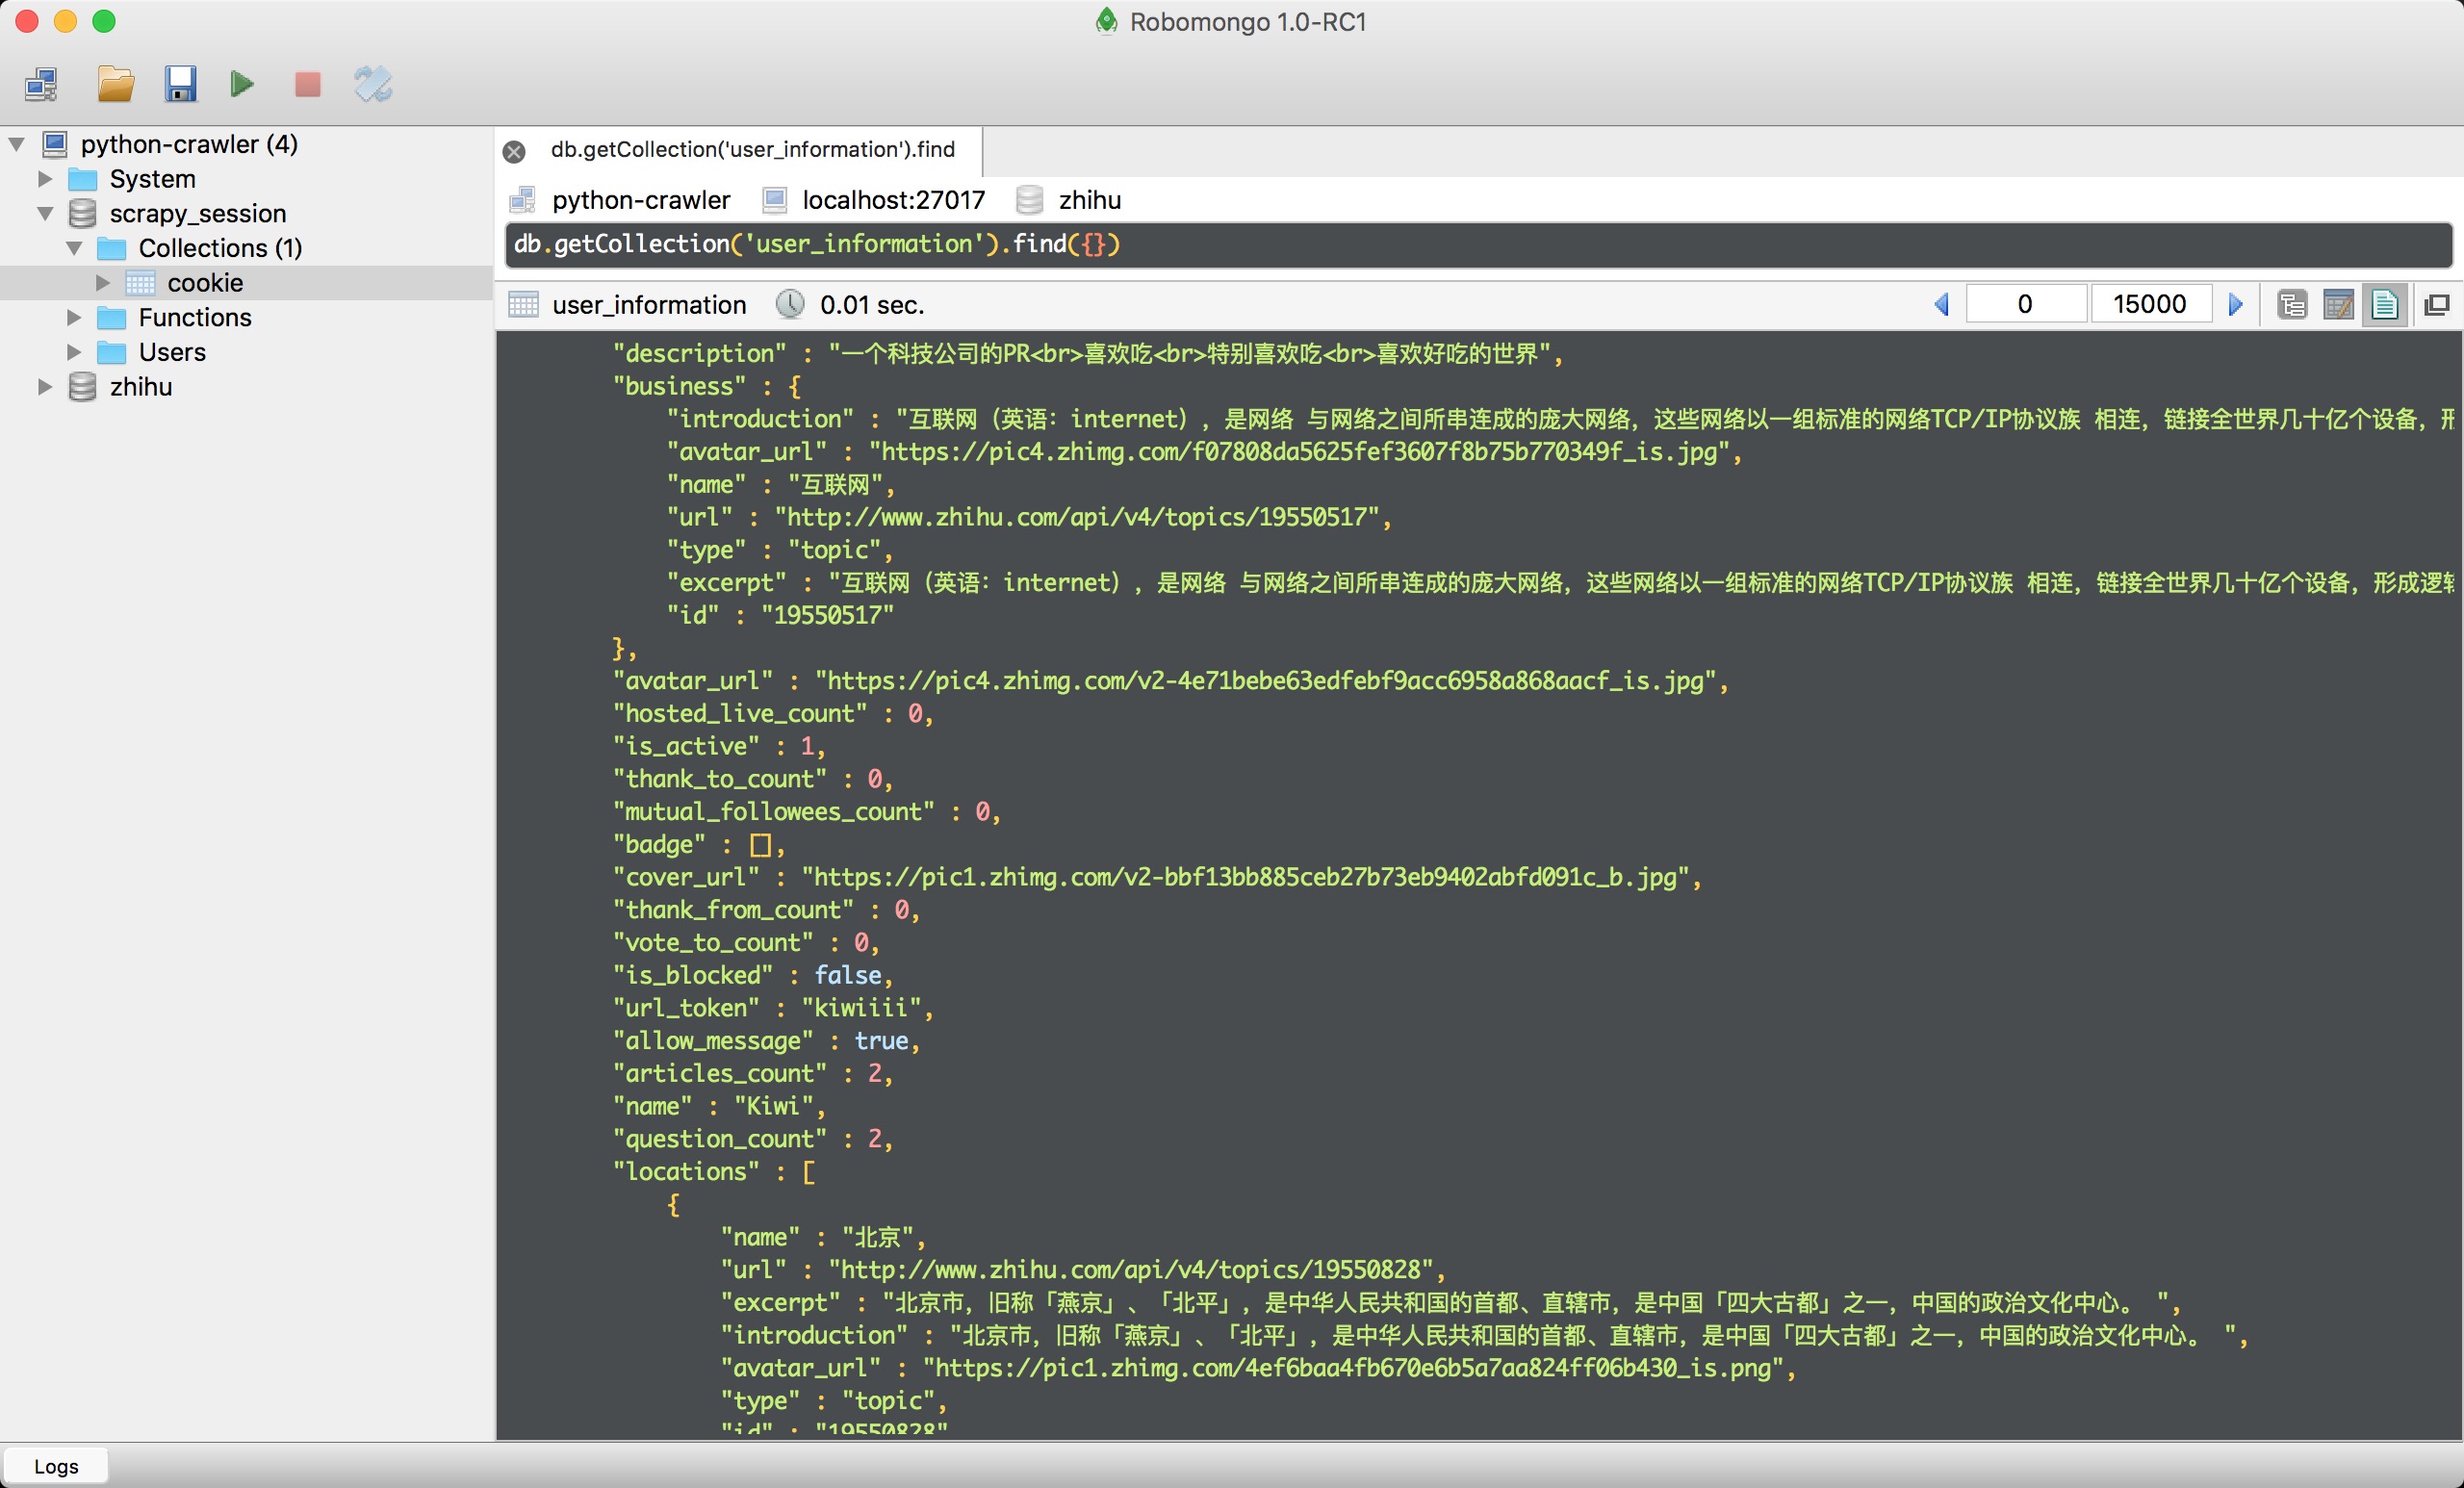 Robomongo 1.0-RC1
python-crawler (4)
System
scrapy_session
Collections (1)
cookie
Functions
Users
zhihu
db.getCollection('user_information').find
python-crawler localhost:27017 zhihu
db.getCollection('user_information').find({})
user_information 0.01 sec. 0 15000
"description" : "一个科技公司的PR<br>喜欢吃<br>特别喜欢吃<br>喜欢好吃的世界",
"business" : {
"introduction" : "互联网（英语：internet），是网络 与网络之间所串连成的庞大网络，这些网络以一组标准的网络TCP/IP协议族 相连，链接全世界几十亿个设备，形
"avatar_url" : "https://pic4.zhimg.com/f07808da5625fef3607f8b75b770349f_is.jpg",
"name" : "互联网",
"url" : "http://www.zhihu.com/api/v4/topics/19550517",
"type" : "topic",
"excerpt" : "互联网（英语：internet），是网络 与网络之间所串连成的庞大网络，这些网络以一组标准的网络TCP/IP协议族 相连，链接全世界几十亿个设备，形成逻辑
"id" : "19550517"
},
"avatar_url" : "https://pic4.zhimg.com/v2-4e71bebe63edfebf9acc6958a868aacf_is.jpg",
"hosted_live_count" : 0,
"is_active" : 1,
"thank_to_count" : 0,
"mutual_followees_count" : 0,
"badge" : [],
"cover_url" : "https://pic1.zhimg.com/v2-bbf13bb885ceb27b73eb9402abfd091c_b.jpg",
"thank_from_count" : 0,
"vote_to_count" : 0,
"is_blocked" : false,
"url_token" : "kiwiiii",
"allow_message" : true,
"articles_count" : 2,
"name" : "Kiwi",
"question_count" : 2,
"locations" : [
{
"name" : "北京",
"url" : "http://www.zhihu.com/api/v4/topics/19550828",
"excerpt" : "北京市，旧称「燕京」、「北平」，是中华人民共和国的首都、直辖市，是中国「四大古都」之一，中国的政治文化中心。 ",
"introduction" : "北京市，旧称「燕京」、「北平」，是中华人民共和国的首都、直辖市，是中国「四大古都」之一，中国的政治文化中心。 ",
"avatar_url" : "https://pic1.zhimg.com/4ef6baa4fb670e6b5a7aa824ff06b430_is.png",
"type" : "topic",
"id" : "19550828"
Logs